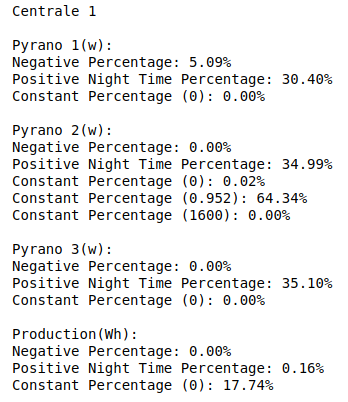 Centrale 1
Pyrano 1(w):
Negative Percentage: 5.09%
Positive Night Time Percentage: 30.40%
Constant Percentage (0): 0.00%
Pyrano 2(w):
Negative Percentage: 0.00%
Positive Night Time Percentage: 34.99%
Constant Percentage (0): 0.02%
Constant Percentage (0.952): 64.34%
Constant Percentage (1600): 0.00%
Pyrano 3(w):
Negative Percentage: 0.00%
Positive Night Time Percentage: 35.10%
Constant Percentage (0): 0.00%
Production(Wh):
Negative Percentage: 0.00%
Positive Night Time Percentage: 0.16%
Constant Percentage (0): 17.74%